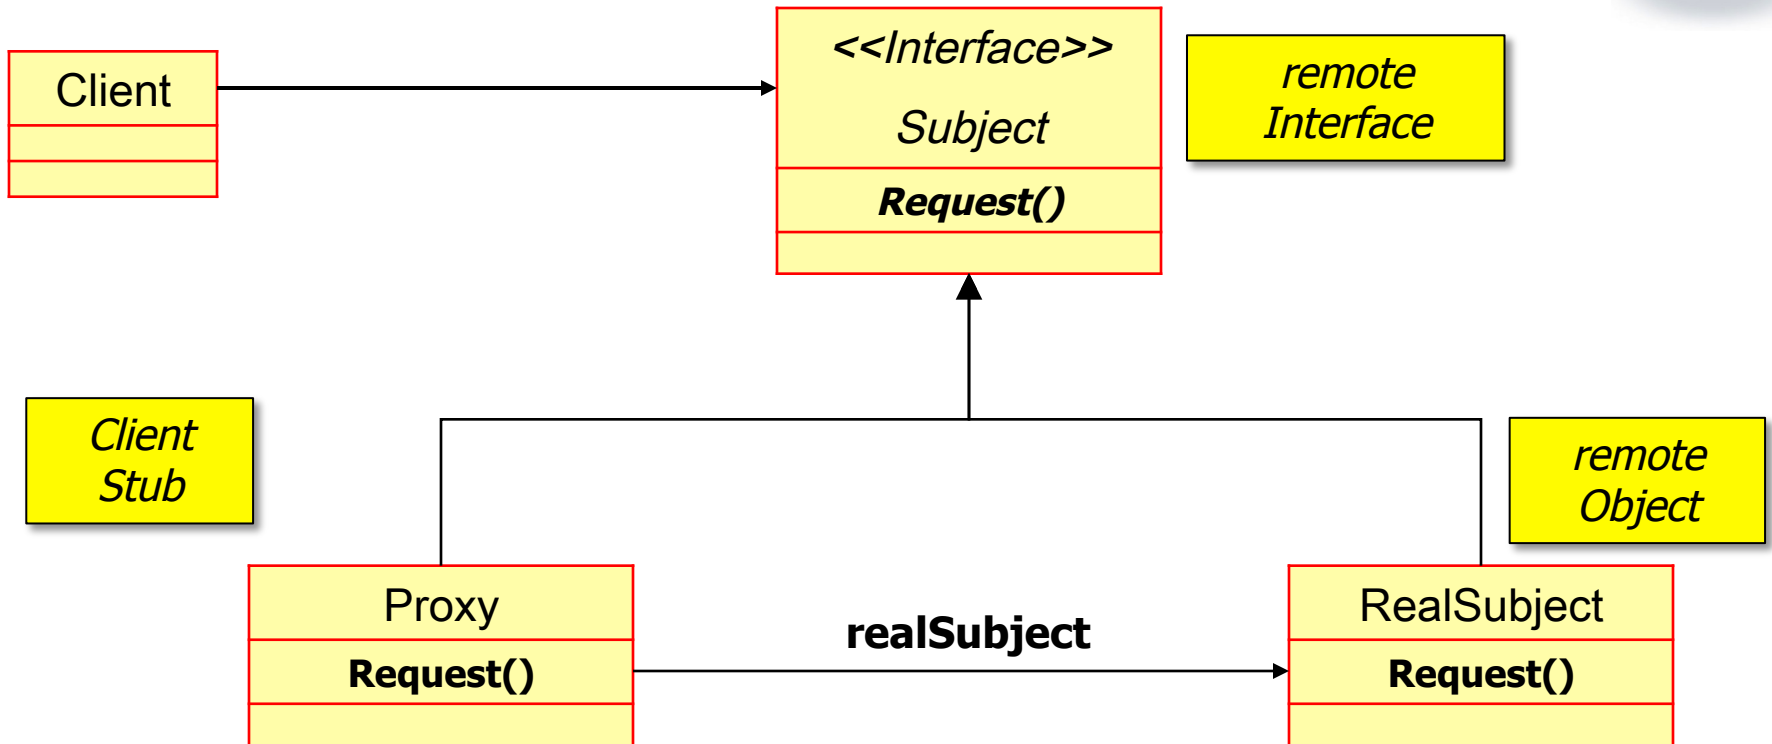 Client
<<Interface>>
Subject
Request()
remote
Interface
Client
Stub
remote
Object
Proxy
Request()
realSubject
RealSubject
Request()